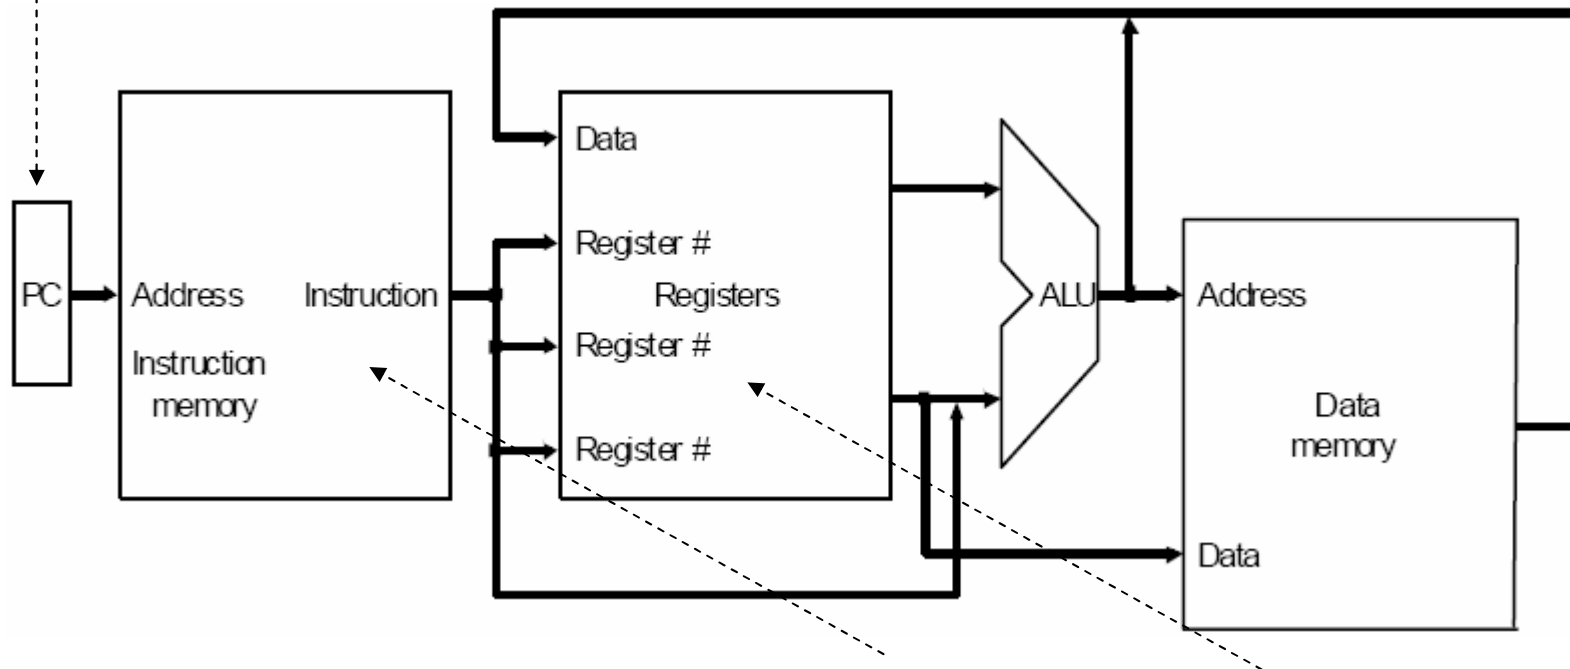 PC
Address
Instruction
Instruction
memory
Data
Register #
Registers
Register #
Register #
ALU
Address
Data
memory
Data